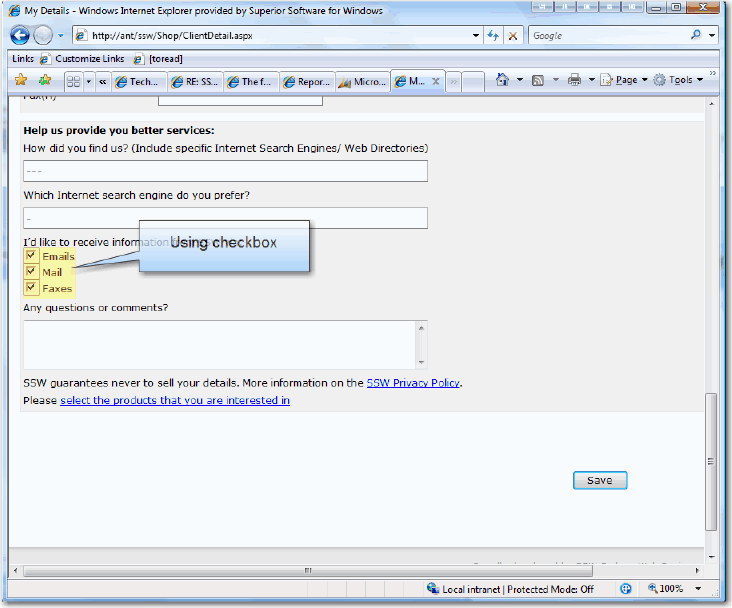 My Details - Windows Internet Explorer provided by Superior Software for Windows
http://ant/ssw/Shop/ClientDetail.aspx
Google
Links
Customize Links
[toread]
Tech...
RE: SS...
The f...
Repor...
Micro...
M...
Page
Tools
Help us provide you better services:
How did you find us? (Include specific Internet Search Engines/ Web Directories)
---
Which Internet search engine do you prefer?
-
I'd like to receive information
Using checkbox
Emails
Mail
Faxes
Any questions or comments?
SSW guarantees never to sell your details. More information on the SSW Privacy Policy.
Please select the products that you are interested in
Save
Local intranet | Protected Mode: Off
100%